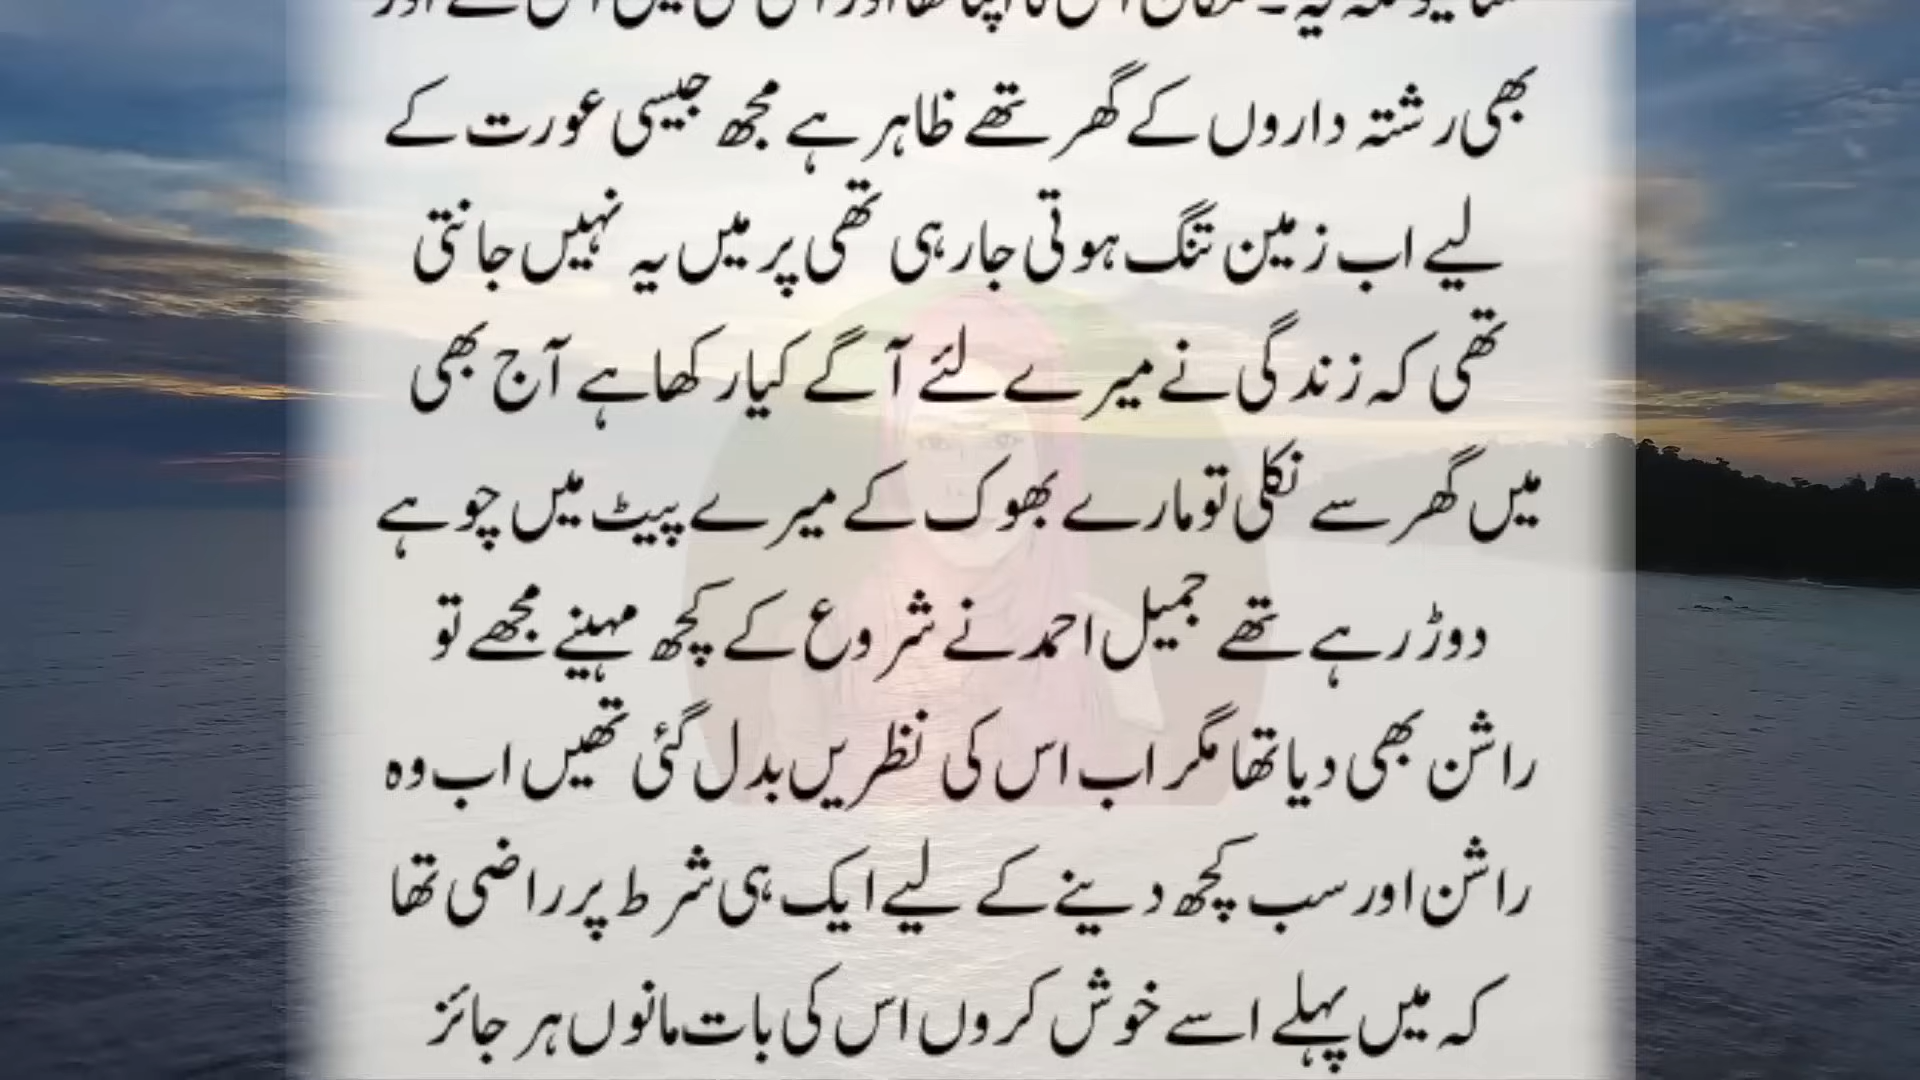 بھی رشتہ داروں کے گھر تھے ظاہر ہے مجھ جیسی عورت کے
لیے اب زمین تنگ ہوتی جا رہی تھی پر میں یہ نہیں جانتی
تھی کہ زندگی نے میرے لئے آگے کیا رکھا ہے آج بھی
میں گھر سے نکلی تو مارے بھوک کے میرے پیٹ میں چوہے
دوڑ رہے تھے جمیل احمد نے شروع کے کچھ مہینے مجھے تو
راشن بھی دیا تھا مگر اب اس کی نظریں بدل گئی تھیں اب وہ
راشن اور سب کچھ دینے کے لیے ایک ہی شرط پر راضی تھا
کہ میں پہلے اسے خوش کروں اس کی بات مانوں ہر جائز